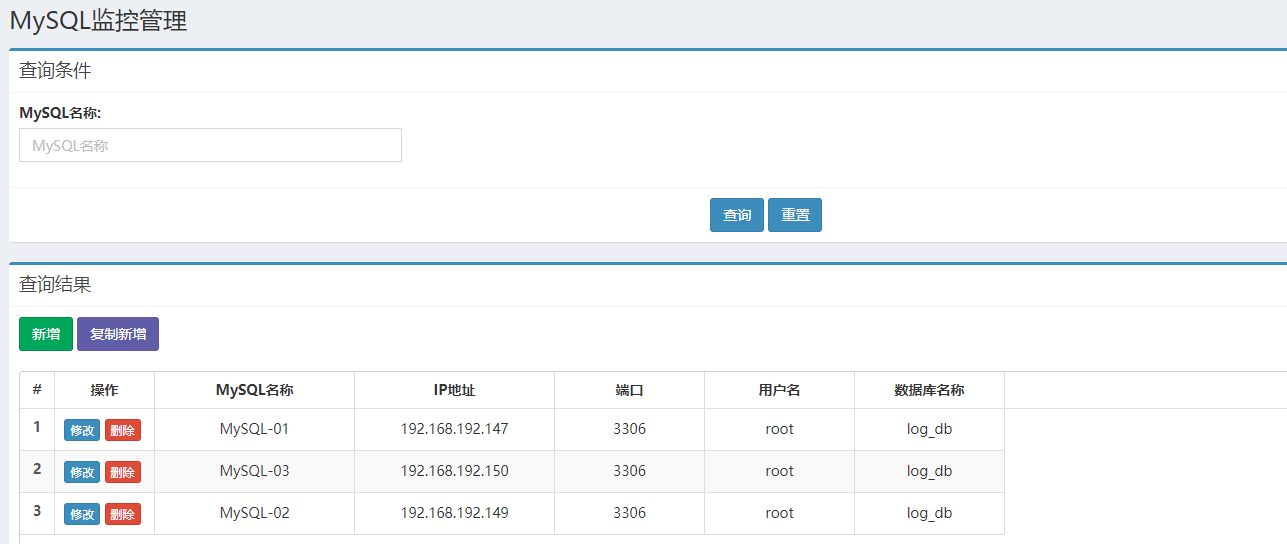 MySQL监控管理
查询条件
MySQL名称:
MySQL名称
查询 重置
查询结果
新增 复制新增
# 操作 MySQL名称 IP地址 端口 用户名 数据库名称
1 修改 删除 MySQL-01 192.168.192.147 3306 root log_db
2 修改 删除 MySQL-03 192.168.192.150 3306 root log_db
3 修改 删除 MySQL-02 192.168.192.149 3306 root log_db